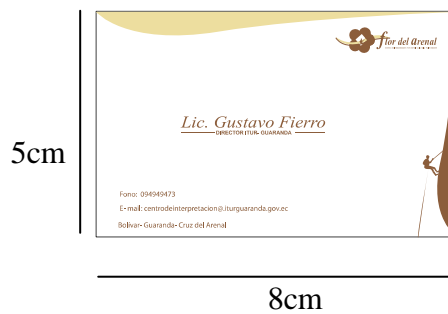 flor del arenal
5cm
Lic. Gustavo Fierro
DIRECTOR ITUR- GUARANDA
Fono: 094949473
E-mail: centrodeinterpretacion@.iturguaranda.gov.ec
Bolivar- Guaranda- Cruz del Arenal
8cm